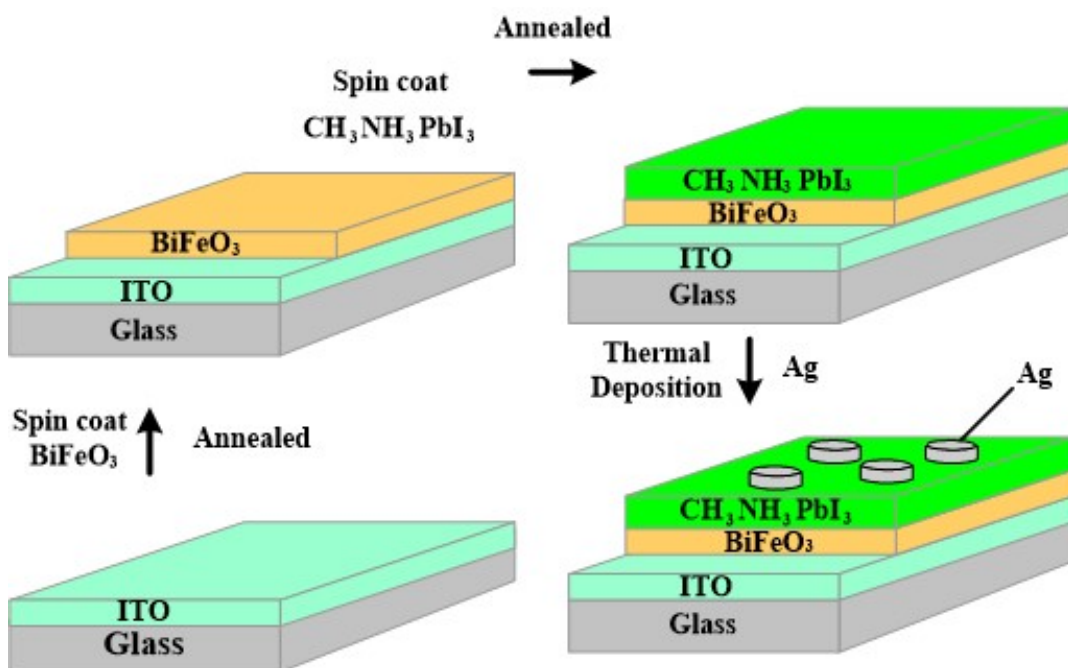 Annealed
Spin coat
CH₃NH₃PbI₃
BiFeO₃
ITO
Glass
CH₃NH₃PbI₃
BiFeO₃
ITO
Glass
Spin coat
BiFeO₃
Annealed
Thermal
Deposition
Ag
Ag
ITO
Glass
CH₃NH₃PbI₃
BiFeO₃
ITO
Glass